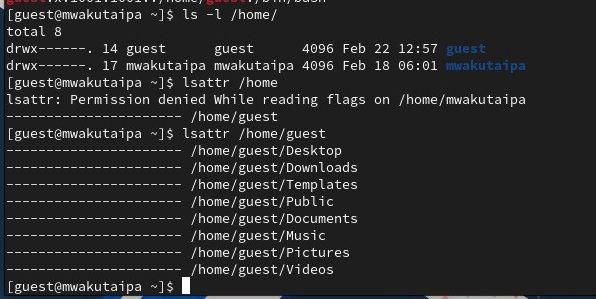 [guest@mwakutaipa ~]$ ls -l /home/
total 8
drwx------. 14 guest      guest      4096 Feb 22 12:57 guest
drwx------. 17 mwakutaipa mwakutaipa 4096 Feb 18 06:01 mwakutaipa
[guest@mwakutaipa ~]$ lsattr /home
lsattr: Permission denied While reading flags on /home/mwakutaipa
---------------------- /home/guest
[guest@mwakutaipa ~]$ lsattr /home/guest
---------------------- /home/guest/Desktop
---------------------- /home/guest/Downloads
---------------------- /home/guest/Templates
---------------------- /home/guest/Public
---------------------- /home/guest/Documents
---------------------- /home/guest/Music
---------------------- /home/guest/Pictures
---------------------- /home/guest/Videos
[guest@mwakutaipa ~]$